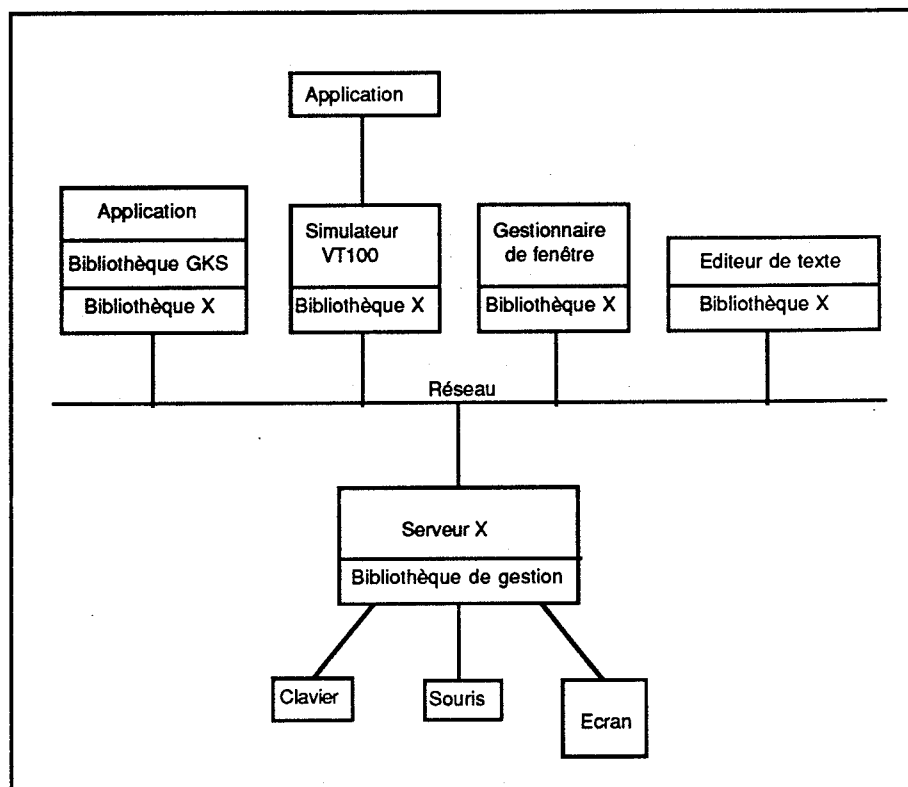 Application
Application
Bibliothèque GKS
Bibliothèque X
Simulateur
VT100
Bibliothèque X
Gestionnaire
de fenêtre
Bibliothèque X
Editeur de texte
Bibliothèque X
Réseau
Serveur X
Bibliothèque de gestion
Clavier
Souris
Ecran